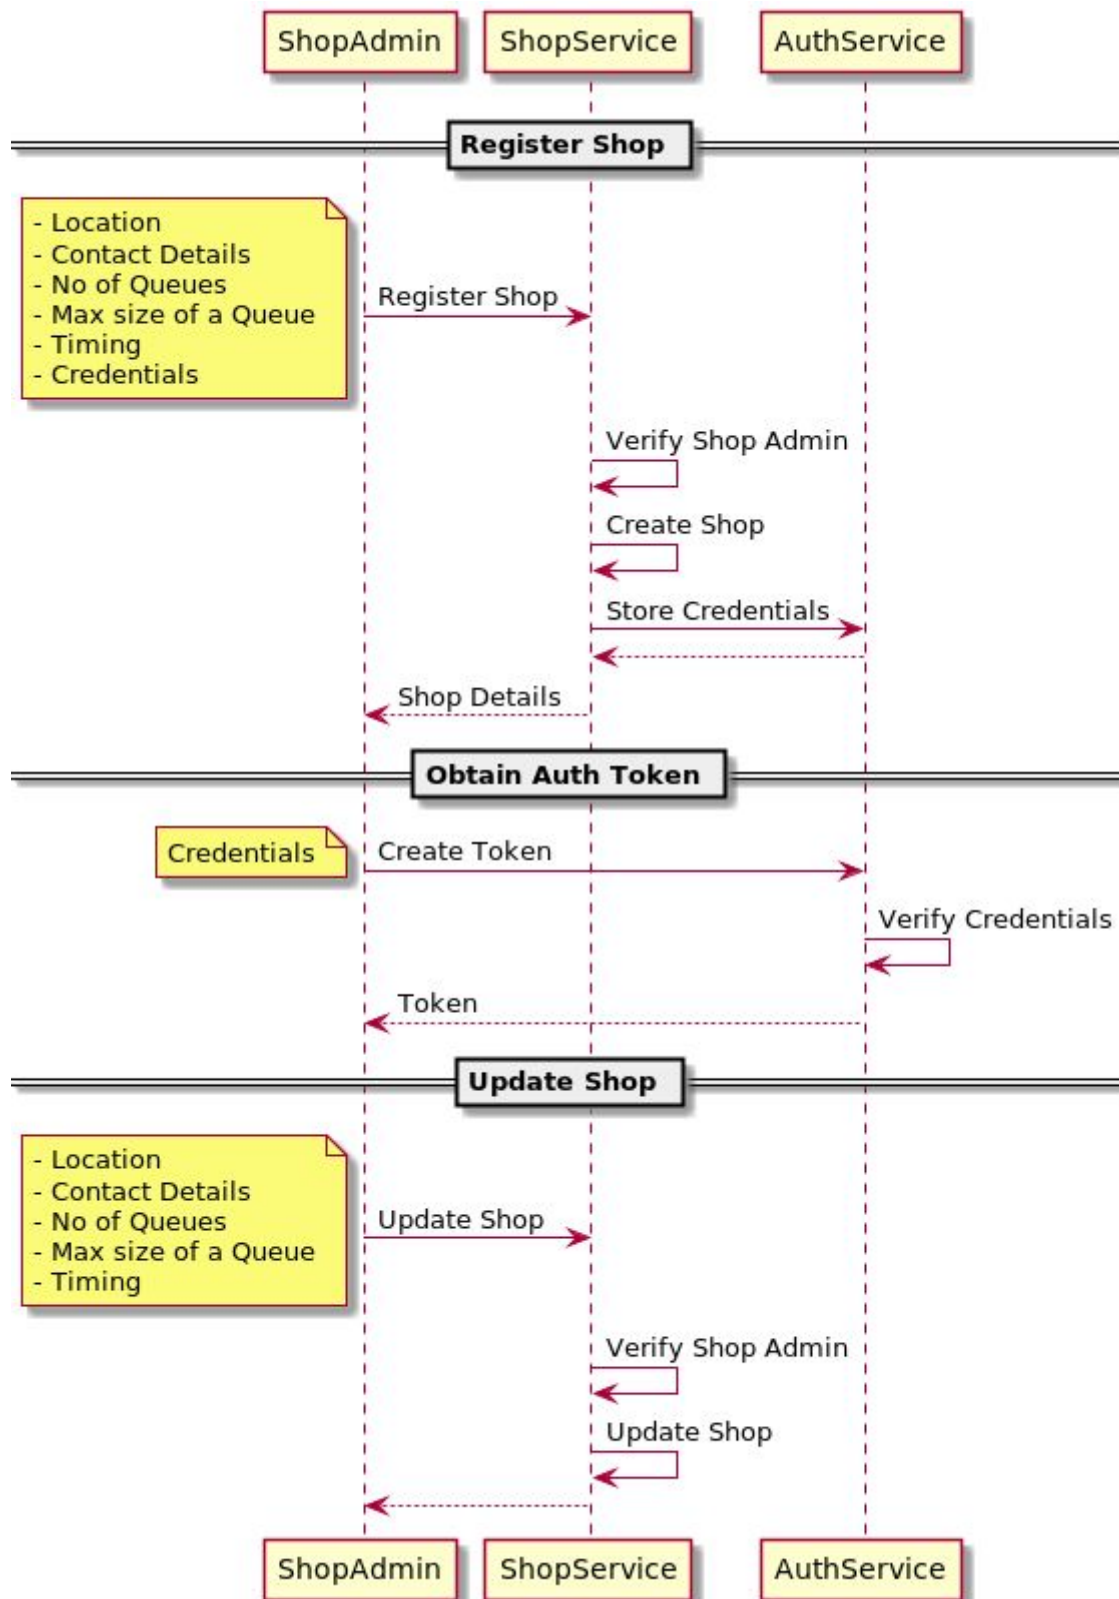 ShopAdmin
ShopService
AuthService
Register Shop
- Location
- Contact Details
- No of Queues
- Max size of a Queue
- Timing
- Credentials
Register Shop
Verify Shop Admin
Create Shop
Store Credentials
Shop Details
Obtain Auth Token
Credentials
Create Token
Verify Credentials
Token
Update Shop
- Location
- Contact Details
- No of Queues
- Max size of a Queue
- Timing
Update Shop
Verify Shop Admin
Update Shop
ShopAdmin
ShopService
AuthService